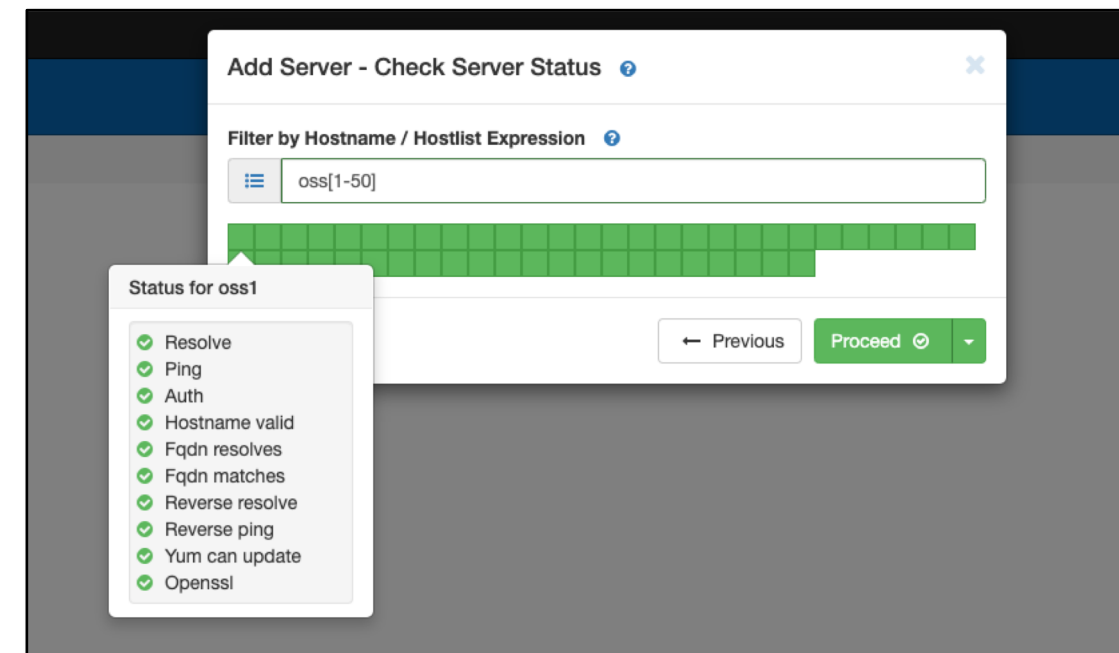 Add Server - Check Server Status
Filter by Hostname / Hostlist Expression
oss[1-50]
Status for oss1
Resolve
Ping
Auth
Hostname valid
Fqdn resolves
Fqdn matches
Reverse resolve
Reverse ping
Yum can update
Openssl
← Previous
Proceed